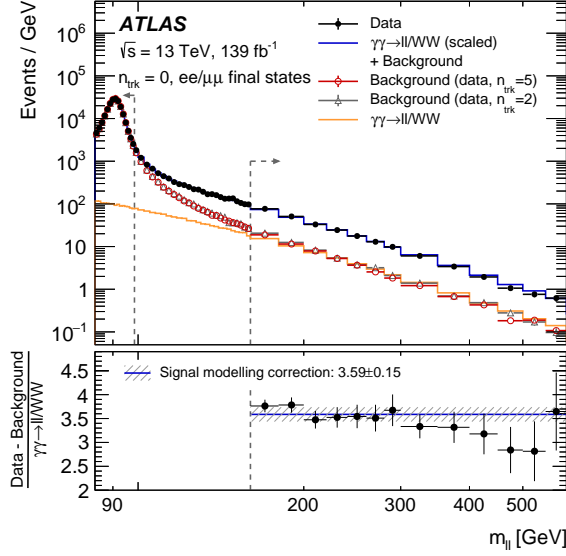 ATLAS
√s = 13 TeV, 139 fb⁻¹
n_trk = 0, ee/μμ final states
Data
γγ→ll/WW (scaled)
+ Background
Background (data, n_trk=5)
Background (data, n_trk=2)
γγ→ll/WW
Events / GeV
10⁶
10⁵
10⁴
10³
10²
10
1
10⁻¹
Signal modelling correction: 3.59±0.15
Data - Background
γγ→ll/WW
4.5
4
3.5
3
2.5
2
90 200 300 400 500
m_ll [GeV]